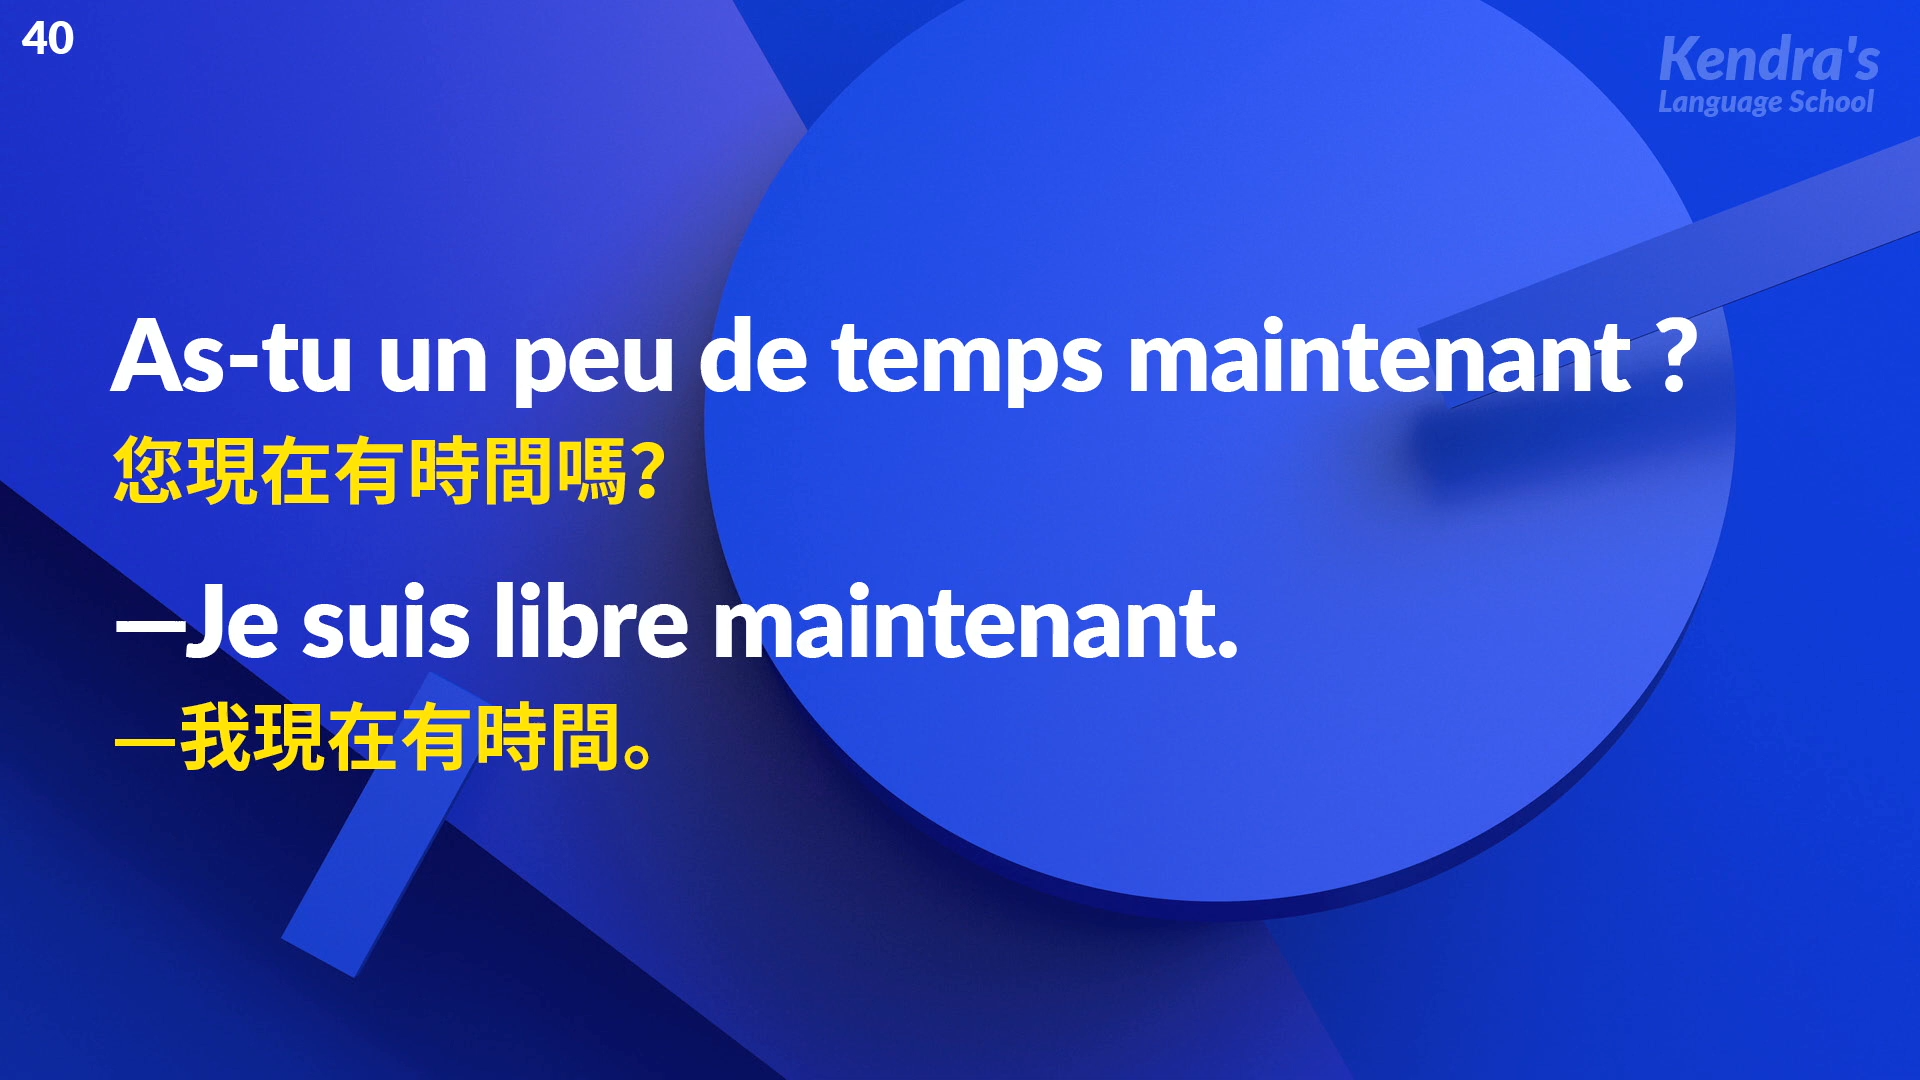 40
Kendra's
Language School
As-tu un peu de temps maintenant ?
您現在有時間嗎?
—Je suis libre maintenant.
—我現在有時間。